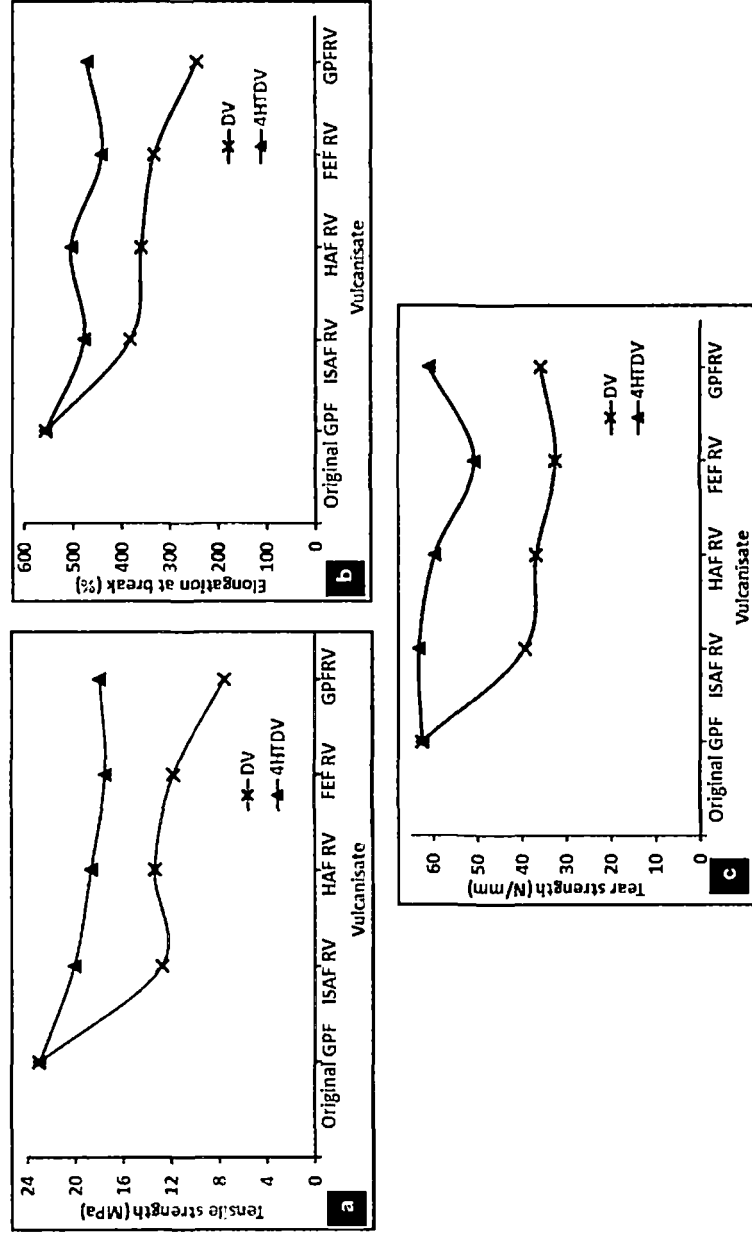 24
20
16
12
8
4
0
Tensile strength (MPa)
Original GPF ISAF RV HAF RV FEF RV GPFRV
Vulcanisate
DV
4HTDV
a
600
500
400
300
200
100
0
Elongation at break (%)
Original GPF ISAF RV HAF RV FEF RV GPFRV
Vulcanisate
DV
4HTDV
b
60
50
40
30
20
10
0
Tear strength (N/mm)
Original GPF ISAF RV HAF RV FEF RV GPFRV
Vulcanisate
DV
4HTDV
c